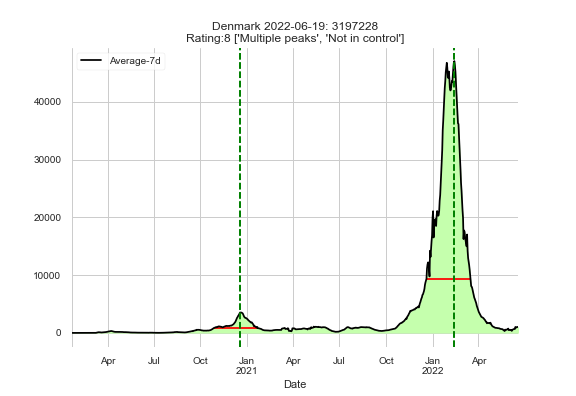 Denmark 2022-06-19: 3197228
Rating:8 ['Multiple peaks', 'Not in control']
Average-7d
40000
30000
20000
10000
0
Apr Jul Oct Jan Apr Jul Oct Jan Apr
2021 2022
Date